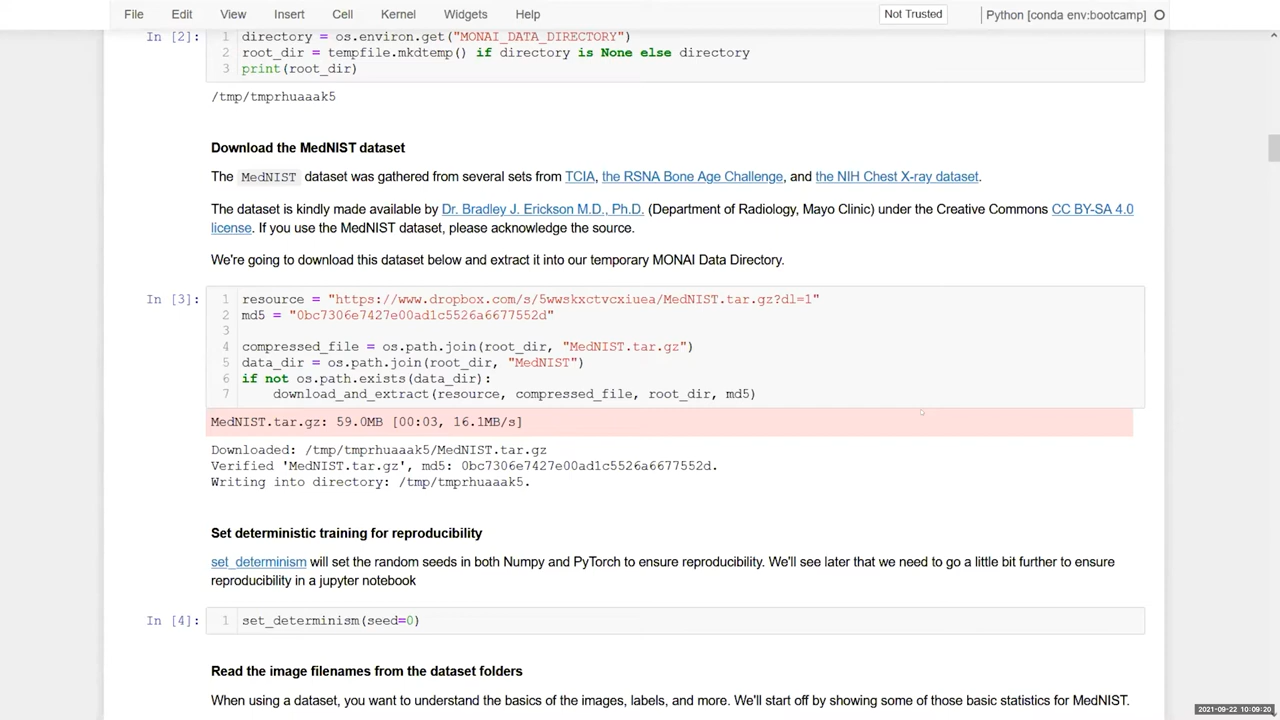 File Edit View Insert Cell Kernel Widgets Help Not Trusted Python [conda env:bootcamp]
In [2]: 1 directory = os.environ.get("MONAI_DATA_DIRECTORY")
2 root_dir = tempfile.mkdtemp() if directory is None else directory
3 print(root_dir)
/tmp/tmprhuaaak5
Download the MedNIST dataset
The MedNIST dataset was gathered from several sets from TCIA, the RSNA Bone Age Challenge, and the NIH Chest X-ray dataset.
The dataset is kindly made available by Dr. Bradley J. Erickson M.D., Ph.D. (Department of Radiology, Mayo Clinic) under the Creative Commons CC BY-SA 4.0
license. If you use the MedNIST dataset, please acknowledge the source.
We're going to download this dataset below and extract it into our temporary MONAI Data Directory.
In [3]: 1 resource = "https://www.dropbox.com/s/5wwskxctvcxiuea/MedNIST.tar.gz?dl=1"
2 md5 = "0bc7306e7427e00ad1c5526a6677552d"
3
4 compressed_file = os.path.join(root_dir, "MedNIST.tar.gz")
5 data_dir = os.path.join(root_dir, "MedNIST")
6 if not os.path.exists(data_dir):
7 download_and_extract(resource, compressed_file, root_dir, md5)
MedNIST.tar.gz: 59.0MB [00:03, 16.1MB/s]
Downloaded: /tmp/tmprhuaaak5/MedNIST.tar.gz
Verified 'MedNIST.tar.gz', md5: 0bc7306e7427e00ad1c5526a6677552d.
Writing into directory: /tmp/tmprhuaaak5.
Set deterministic training for reproducibility
set_determinism will set the random seeds in both Numpy and PyTorch to ensure reproducibility. We'll see later that we need to go a little bit further to ensure
reproducibility in a jupyter notebook
In [4]: 1 set_determinism(seed=0)
Read the image filenames from the dataset folders
When using a dataset, you want to understand the basics of the images, labels, and more. We'll start off by showing some of those basic statistics for MedNIST.
2021-09-22 10:09:20